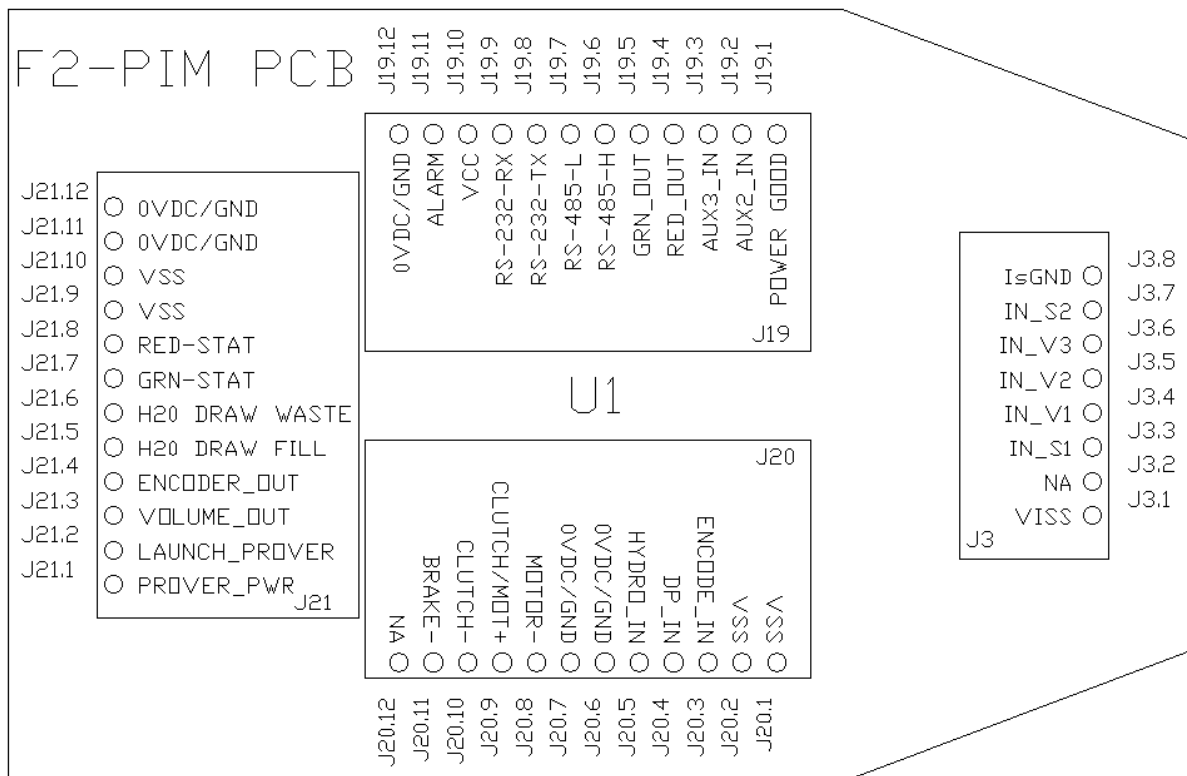 F2-PIM PCB
J19.12
J19.11
J19.10
J19.9
J19.8
J19.7
J19.6
J19.5
J19.4
J19.3
J19.2
J19.1
0VDC/GND
ALARM
VCC
RS-232-RX
RS-232-TX
RS-485-L
RS-485-H
GRN_OUT
RED_OUT
AUX3_IN
AUX2_IN
POWER GOOD
J19
J21.12
J21.11
J21.10
J21.9
J21.8
J21.7
J21.6
J21.5
J21.4
J21.3
J21.2
J21.1
0VDC/GND
0VDC/GND
VSS
VSS
RED-STAT
GRN-STAT
H20 DRAW WASTE
H20 DRAW FILL
ENCODER_OUT
VOLUME_OUT
LAUNCH_PROVER
PROVER_PWR
J21
U1
J20
NA
BRAKE-
CLUTCH-
CLUTCH/MOT+
MOTOR-
0VDC/GND
0VDC/GND
HYDRO_IN
DP_IN
ENCODE_IN
VSS
VSS
J20.12
J20.11
J20.10
J20.9
J20.8
J20.7
J20.6
J20.5
J20.4
J20.3
J20.2
J20.1
IsGND
IN_S2
IN_V3
IN_V2
IN_V1
IN_S1
NA
VISS
J3
J3.8
J3.7
J3.6
J3.5
J3.4
J3.3
J3.2
J3.1